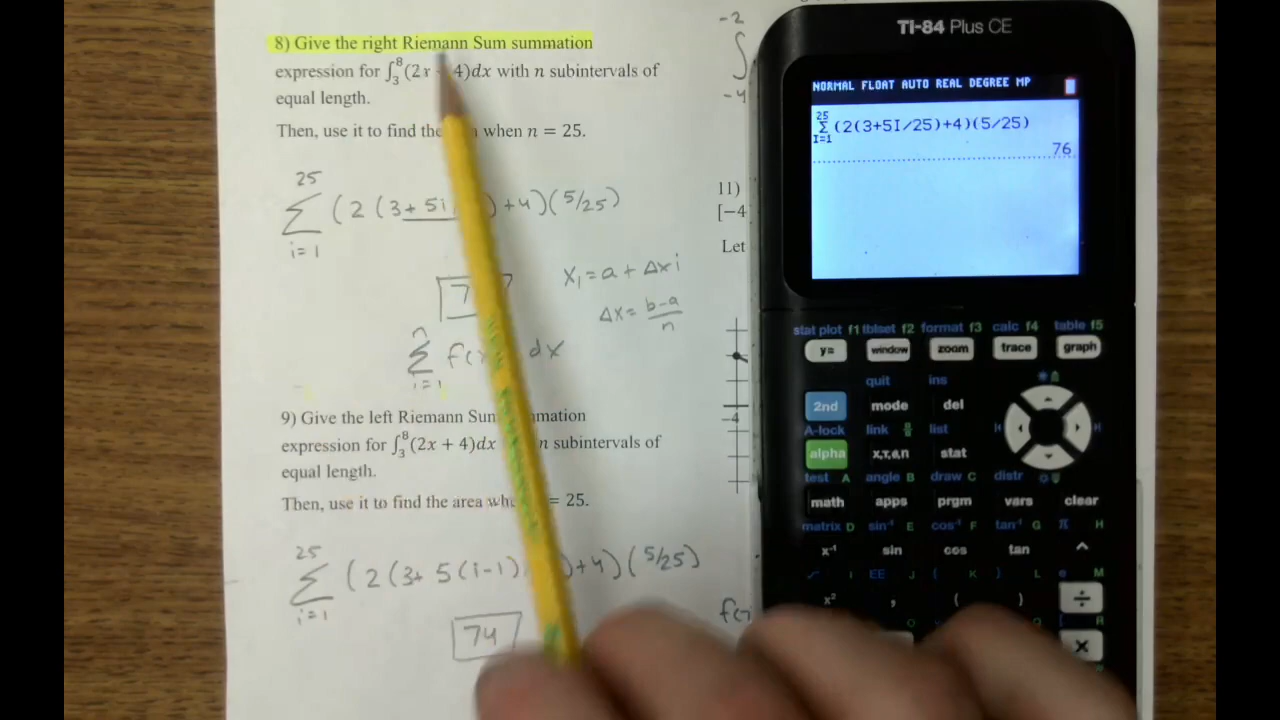 8) Give the right Riemann Sum summation
expression for ∫₃⁸(2x + 4)dx with n subintervals of
equal length.
Then, use it to find the n when n = 25.
25
∑ (2(3+5i )+4)(5/25)
i=1
x₁=a+Δxi
7
Δx=b-a/n
n
∑ f(x dx
i=1
9) Give the left Riemann Sum mmation
expression for ∫₃⁸(2x + 4)dx n subintervals of
equal length.
Then, use it to find the area = 25.
25
∑ (2(3+ 5(i-1) )+4)(5/25)
i=1
74
-2
∫
-4
11)
[−4
Let
-4
TI-84 Plus CE
NORMAL FLOAT AUTO REAL DEGREE MP
25
∑(2(3+5I/25)+4)(5/25)
I=1
76
stat plot f1 tblset f2 format f3 calc f4 table f5
y= window zoom trace graph
quit ins
2nd mode del
A-lock link list
alpha X,T,θ,n stat
test A angle B draw C distr
math apps prgm vars clear
matrix D sin⁻¹ E cos⁻¹ F tan⁻¹ G π H
x⁻¹ sin cos tan ^
√ I EE J { K } L e M
x² , ( ) ÷
×